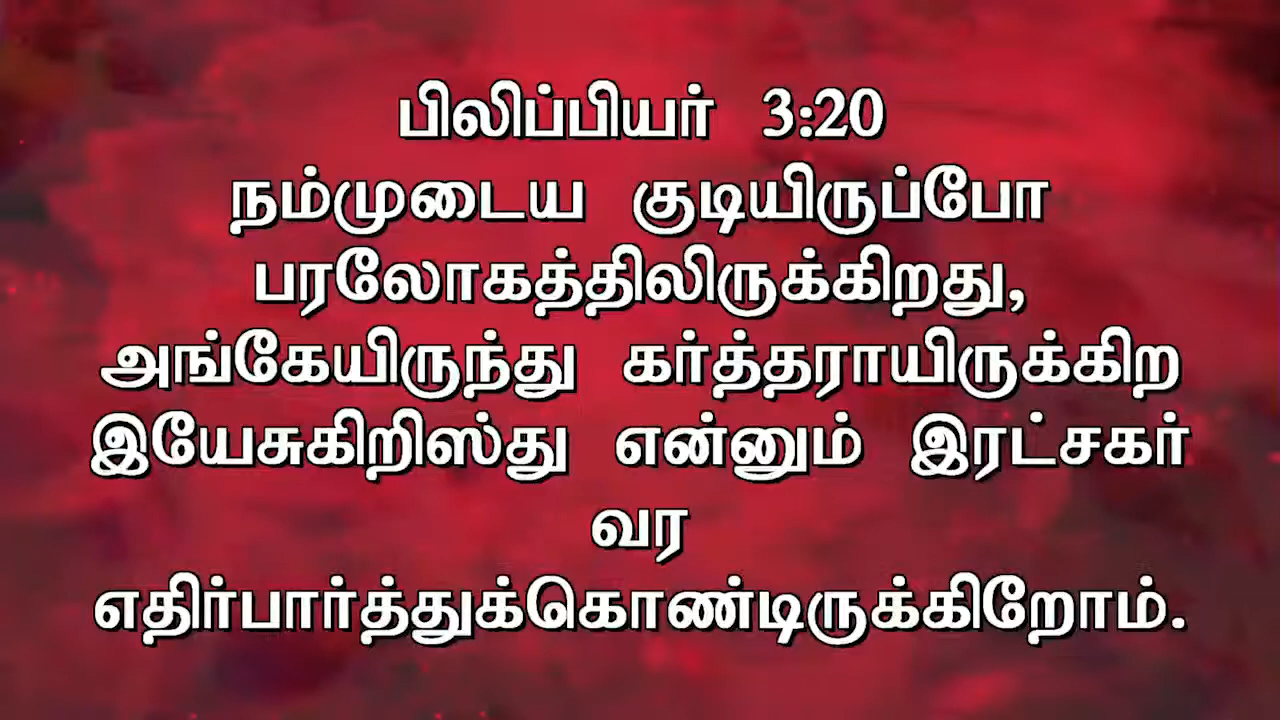 பிலிப்பியர் 3:20
நம்முடைய குடியிருப்போ
பரலோகத்திலிருக்கிறது,
அங்கேயிருந்து கர்த்தராயிருக்கிற
இயேசுகிறிஸ்து என்னும் இரட்சகர்
வர
எதிர்பார்த்துக்கொண்டிருக்கிறோம்.